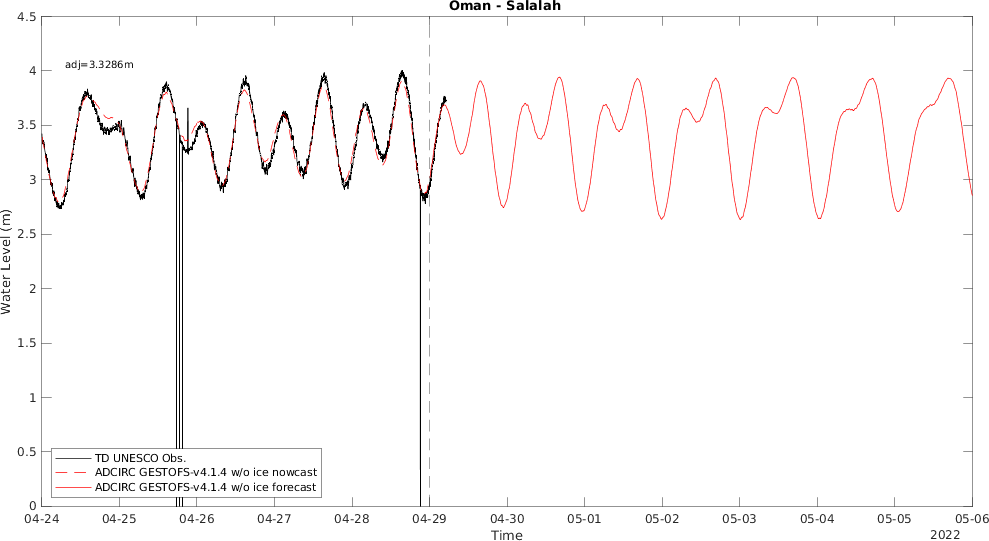 Oman - Salalah
4.5
4
3.5
3
2.5
2
1.5
1
0.5
0
Water Level (m)
adj=3.3286m
TD UNESCO Obs.
ADCIRC GESTOFS-v4.1.4 w/o ice nowcast
ADCIRC GESTOFS-v4.1.4 w/o ice forecast
04-24 04-25 04-26 04-27 04-28 04-29 04-30 05-01 05-02 05-03 05-04 05-05 05-06
Time
2022